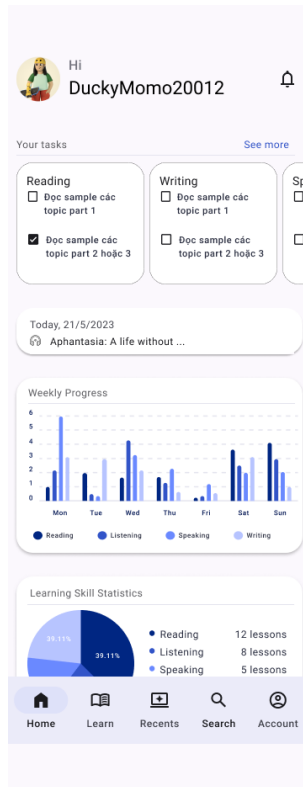 Hi
DuckyMomo20012
Your tasks
See more
Reading
Đọc sample các
topic part 1
Đọc sample các
topic part 2 hoặc 3
Writing
Đọc sample các
topic part 1
Đọc sample các
topic part 2 hoặc 3
Sp
Today, 21/5/2023
Aphantasia: A life without ...
Weekly Progress
6
5
4
3
2
1
0
Mon Tue Wed Thu Fri Sat Sun
Reading Listening Speaking Writing
Learning Skill Statistics
39.11%
39.11%
Reading 12 lessons
Listening 8 lessons
Speaking 5 lessons
Home Learn Recents Search Account